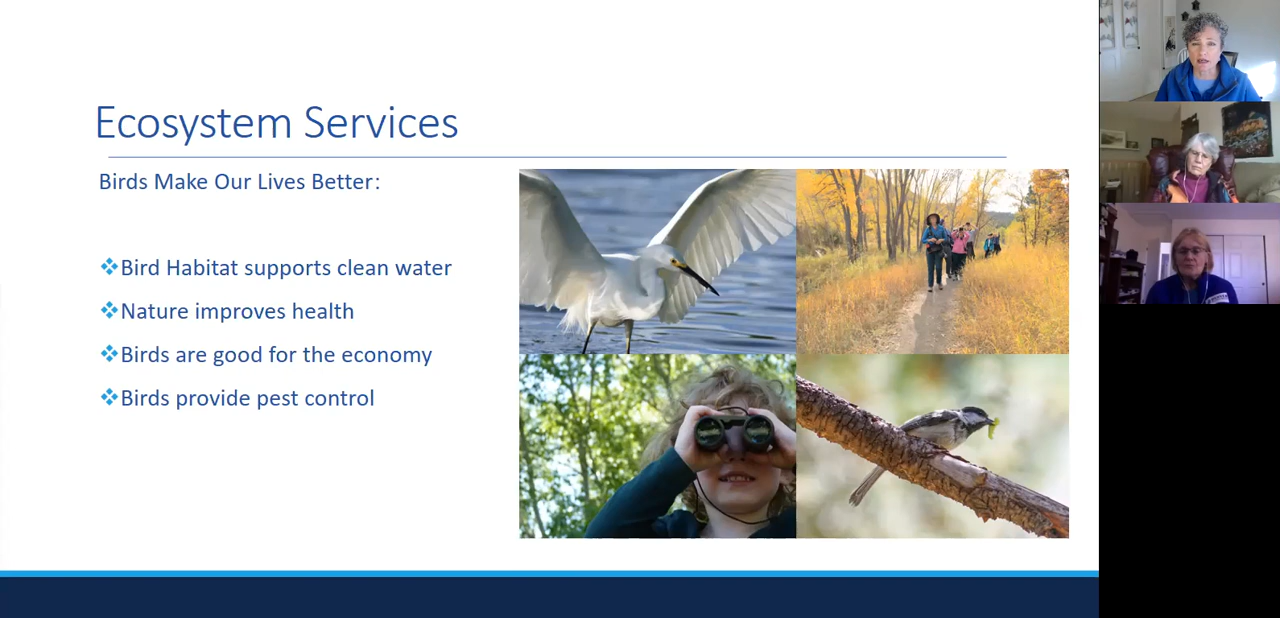 Ecosystem Services
Birds Make Our Lives Better:
Bird Habitat supports clean water
Nature improves health
Birds are good for the economy
Birds provide pest control